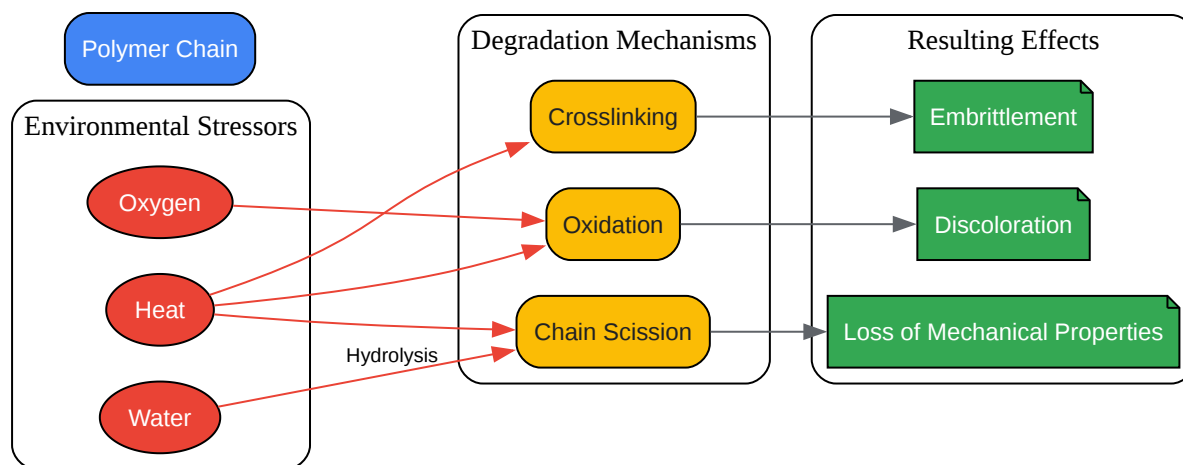 Polymer Chain
Environmental Stressors
Oxygen
Heat
Water
Hydrolysis
Degradation Mechanisms
Crosslinking
Oxidation
Chain Scission
Resulting Effects
Embrittlement
Discoloration
Loss of Mechanical Properties